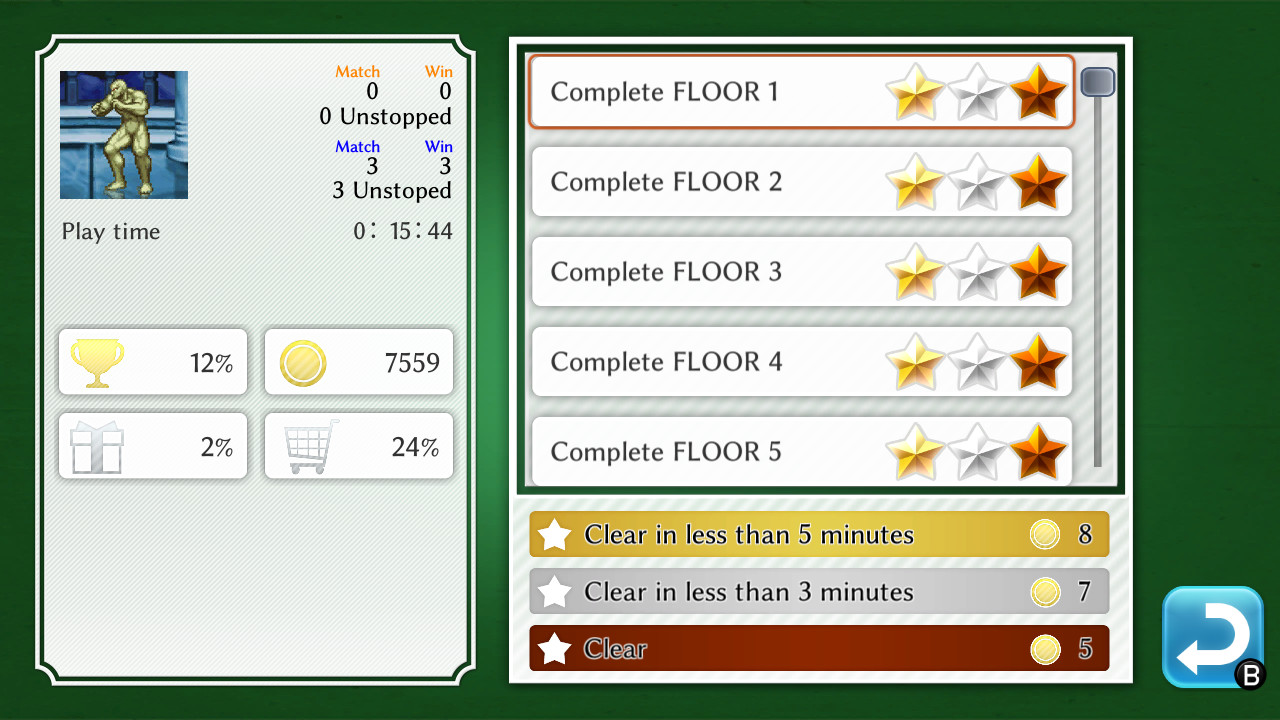 Match Win
0 0
0 Unstopped
Match Win
3 3
3 Unstoped
Play time 0: 15:44
12% 7559
2% 24%
Complete FLOOR 1
Complete FLOOR 2
Complete FLOOR 3
Complete FLOOR 4
Complete FLOOR 5
Clear in less than 5 minutes 8
Clear in less than 3 minutes 7
Clear 5
B